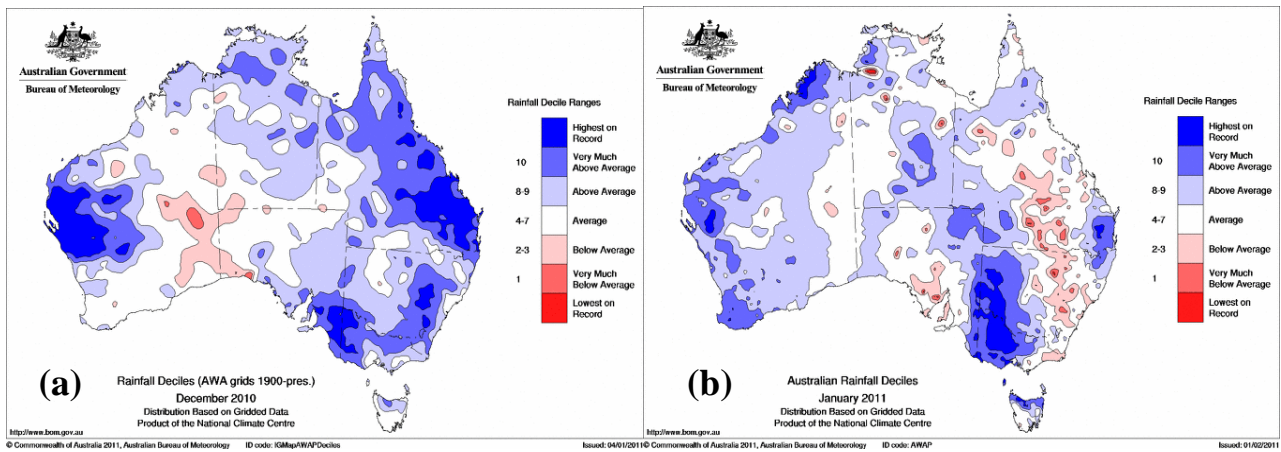 Australian Government
Bureau of Meteorology
Rainfall Decile Ranges
Highest on
Record
10
Very Much
Above Average
8-9
Above Average
4-7
Average
2-3
Below Average
1
Very Much
Below Average
Lowest on
Record
(a)
Rainfall Deciles (AWA grids 1900-pres.)
December 2010
Distribution Based on Gridded Data
Product of the National Climate Centre
http://www.bom.gov.au
© Commonwealth of Australia 2011, Australian Bureau of Meteorology
ID code: IGMapAWAPDeciles
Issued: 04/01/2011
Australian Government
Bureau of Meteorology
Rainfall Decile Ranges
Highest on
Record
10
Very Much
Above Average
8-9
Above Average
4-7
Average
2-3
Below Average
1
Very Much
Below Average
Lowest on
Record
(b)
Australian Rainfall Deciles
January 2011
Distribution Based on Gridded Data
Product of the National Climate Centre
http://www.bom.gov.au
© Commonwealth of Australia 2011, Australian Bureau of Meteorology
ID code: AWAP
Issued: 01/02/2011